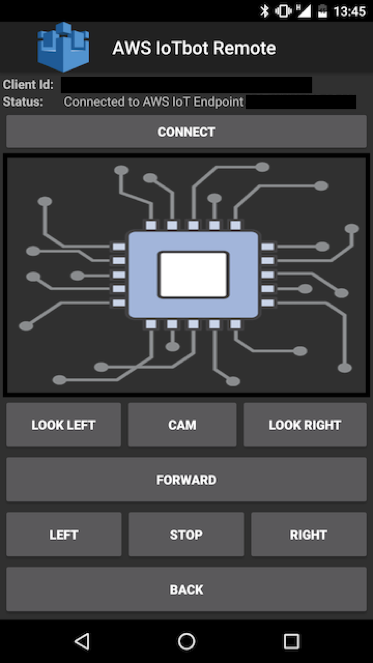 13:45
AWS IoTbot Remote
Client Id:
Status: Connected to AWS IoT Endpoint
CONNECT
LOOK LEFT CAM LOOK RIGHT
FORWARD
LEFT STOP RIGHT
BACK